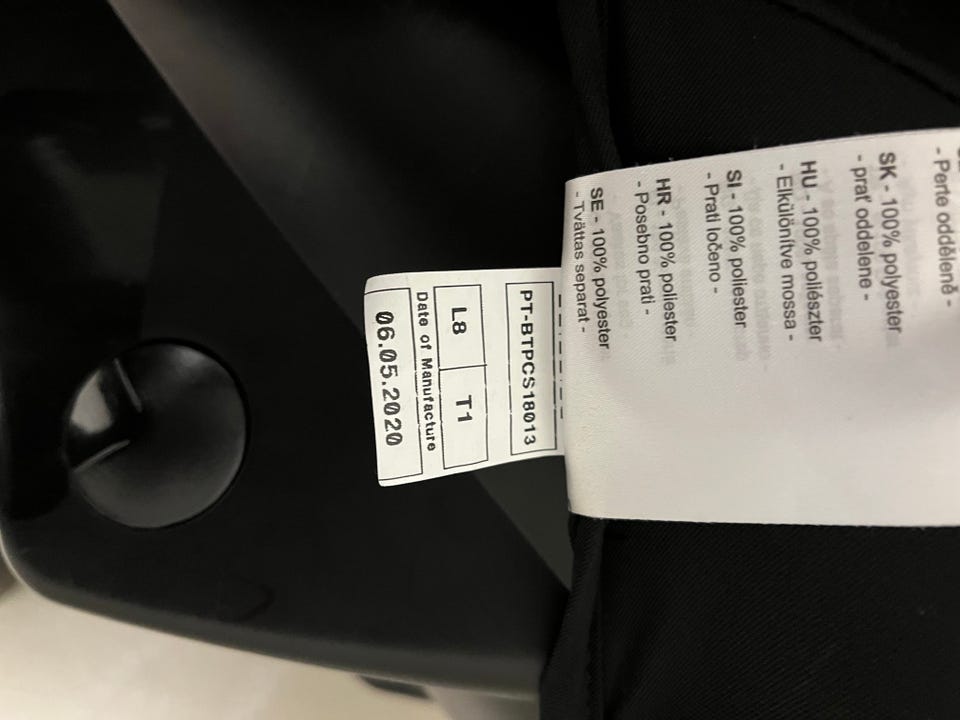 - Perte oddělene -
SK - 100% polyester
- prať oddelene -
HU - 100% poliészter
- Elkülönítve mossa -
SI - 100% poliester
- Prati ločeno -
HR - 100% poliester
- Posebno prati -
SE - 100% polyester
- Tvättas separat -
PT-BTPCS18013
L8 T1
Date of Manufacture
06.05.2020